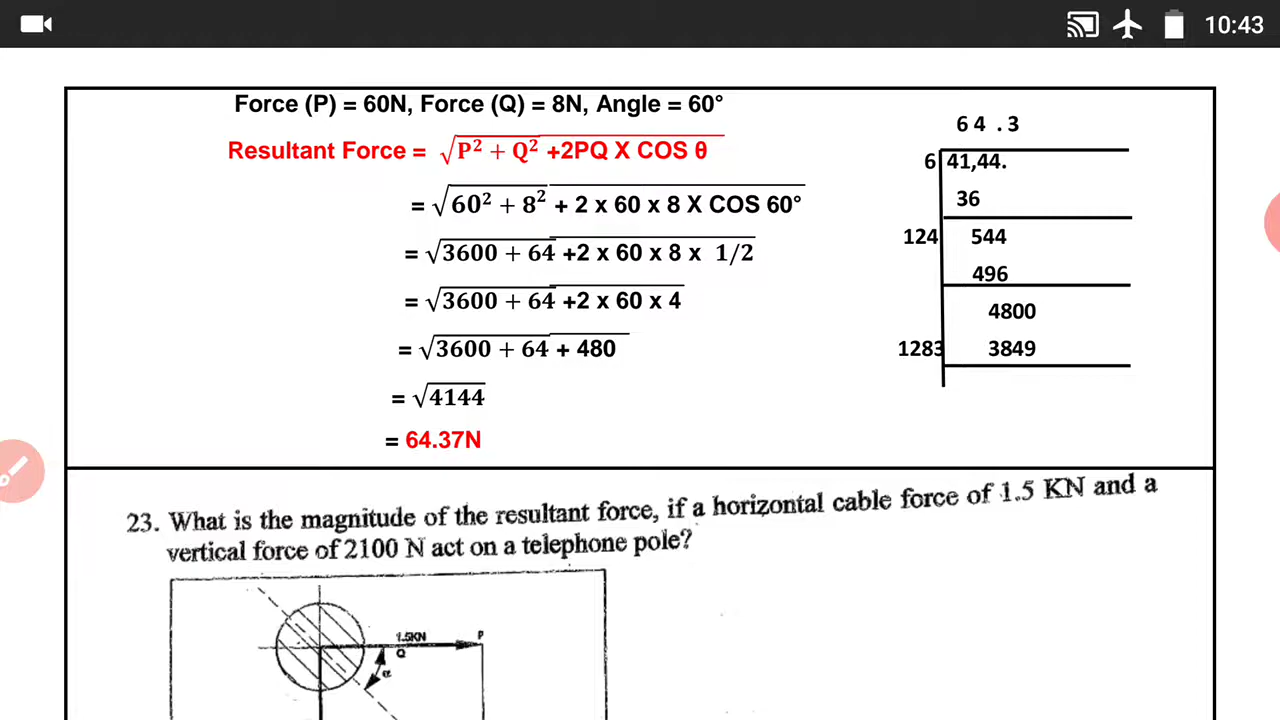 10:43
Force (P) = 60N, Force (Q) = 8N, Angle = 60°
Resultant Force = √P² + Q² +2PQ X COS θ
= √60² + 8² + 2 x 60 x 8 X COS 60°
= √3600 + 64 +2 x 60 x 8 x 1/2
= √3600 + 64 +2 x 60 x 4
= √3600 + 64 + 480
= √4144
= 64.37N
6 4 . 3
6 41,44.
36
124 544
496
4800
1283 3849
23. What is the magnitude of the resultant force, if a horizontal cable force of 1.5 KN and a
vertical force of 2100 N act on a telephone pole?
1.5KN P
Q
α